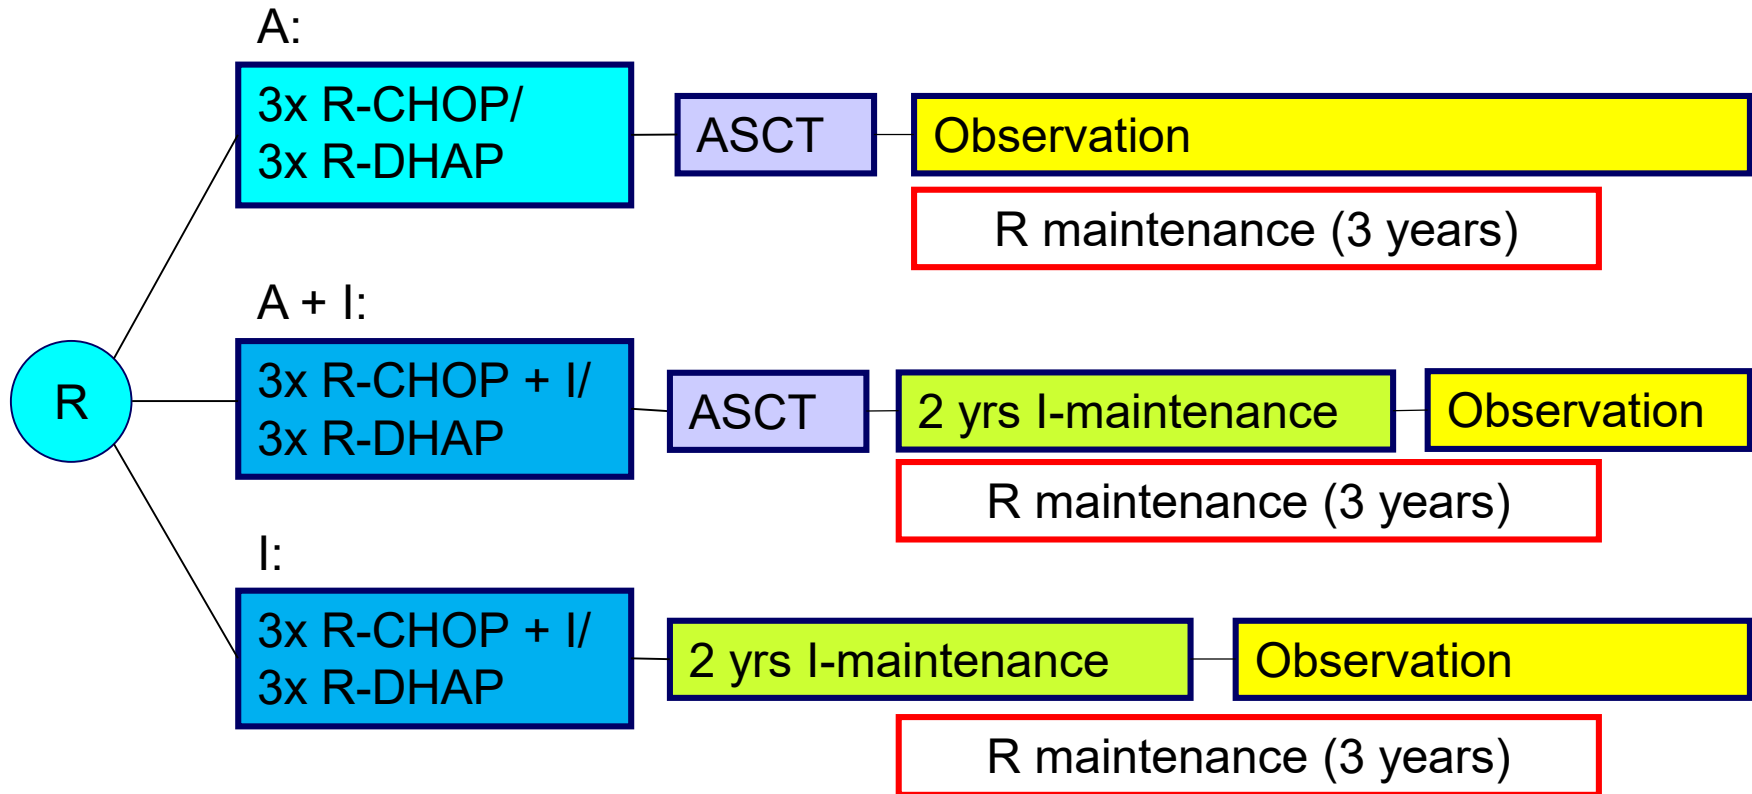 A:
3x R-CHOP/
3x R-DHAP
ASCT
Observation
R maintenance (3 years)
A + I:
R
3x R-CHOP + I/
3x R-DHAP
ASCT
2 yrs I-maintenance
Observation
R maintenance (3 years)
I:
3x R-CHOP + I/
3x R-DHAP
2 yrs I-maintenance
Observation
R maintenance (3 years)